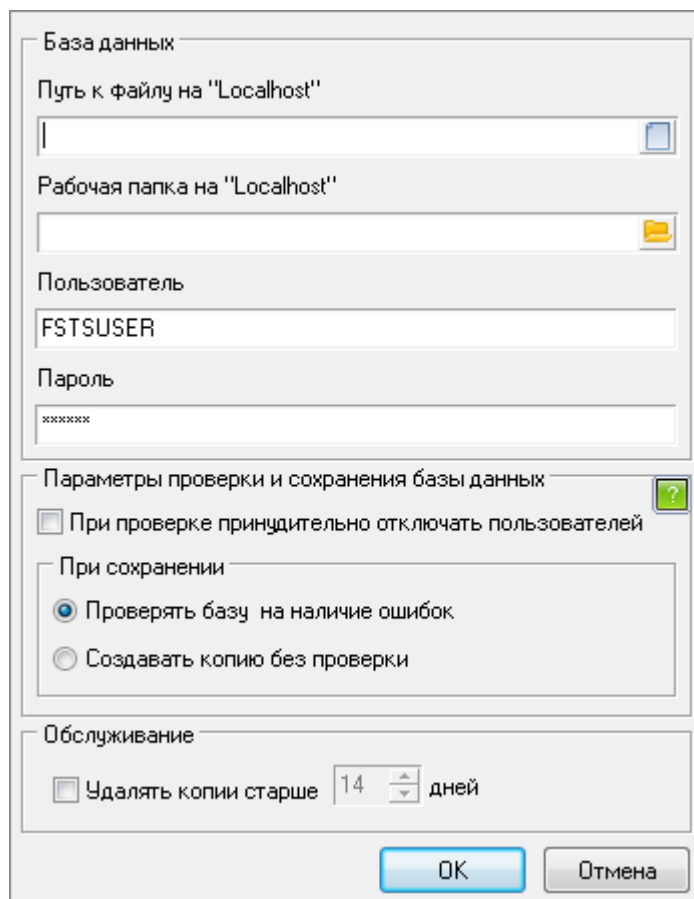 База данных
Путь к файлу на "Localhost"
Рабочая папка на "Localhost"
Пользователь
FSTSUSER
Пароль
××××××
Параметры проверки и сохранения базы данных
?
При проверке принудительно отключать пользователей
При сохранении
Проверять базу на наличие ошибок
Создавать копию без проверки
Обслуживание
Удалять копии старше 14 дней
OK Отмена